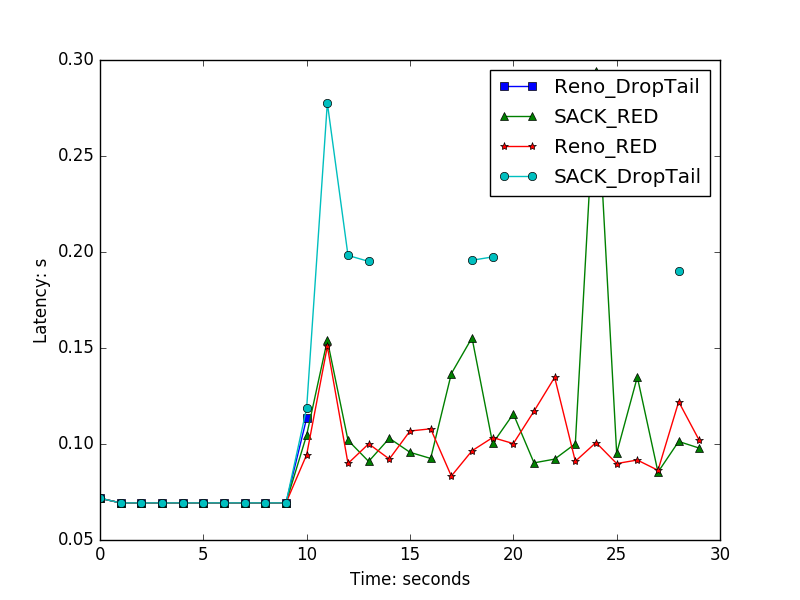 0.30
0.25
0.20
0.15
0.10
0.05
Latency: s
0
5
10
15
20
25
30
Time: seconds
Reno_DropTail
SACK_RED
Reno_RED
SACK_DropTail